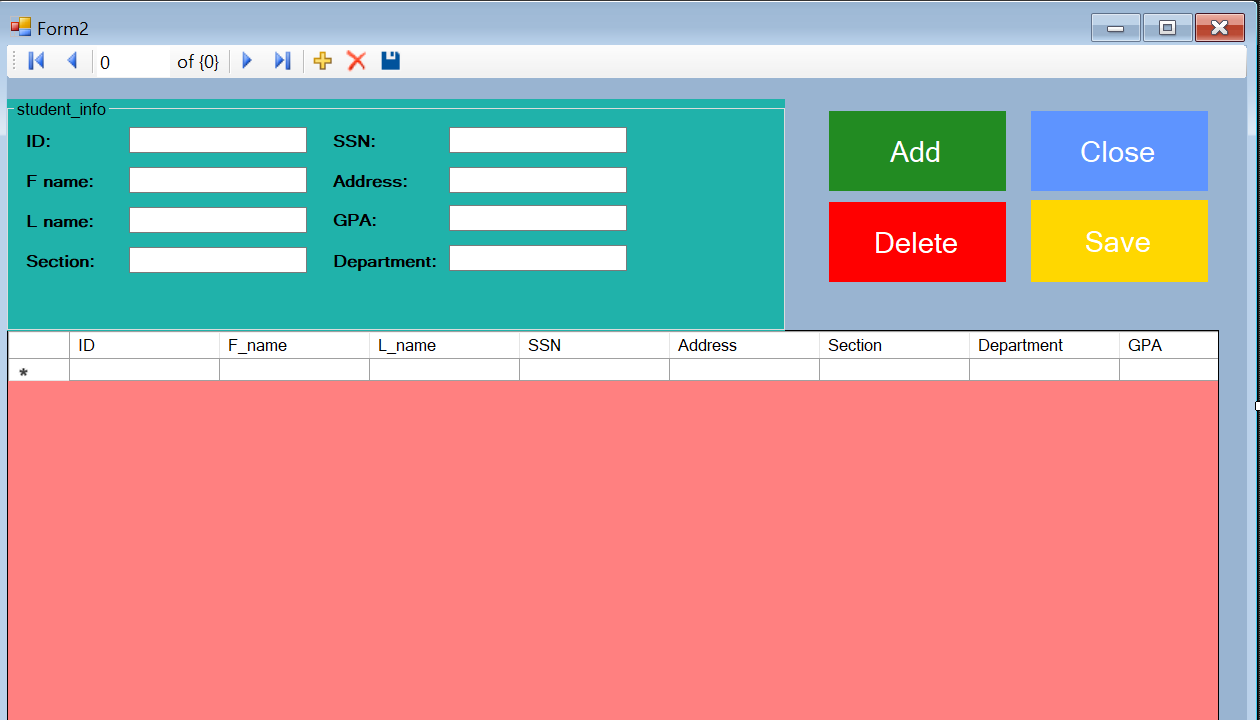 Form2
0 of {0}
student_info
ID: SSN:
F name: Address:
L name: GPA:
Section: Department:
Add Close
Delete Save
ID F_name L_name SSN Address Section Department GPA
*